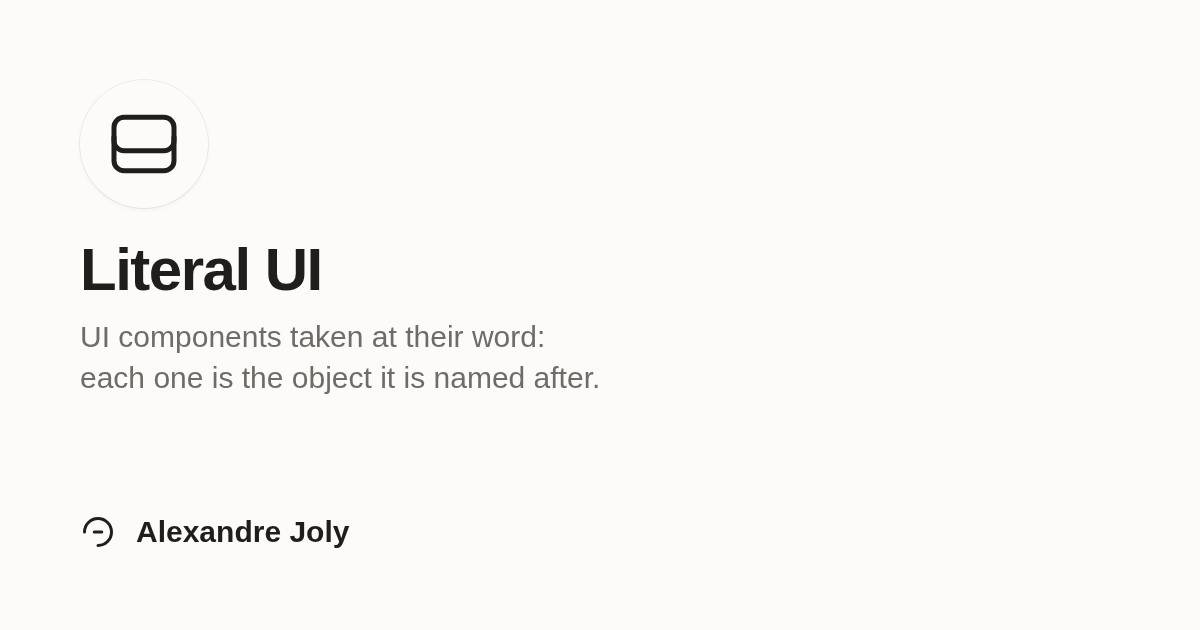 Literal UI
UI components taken at their word:
each one is the object it is named after.
Alexandre Joly